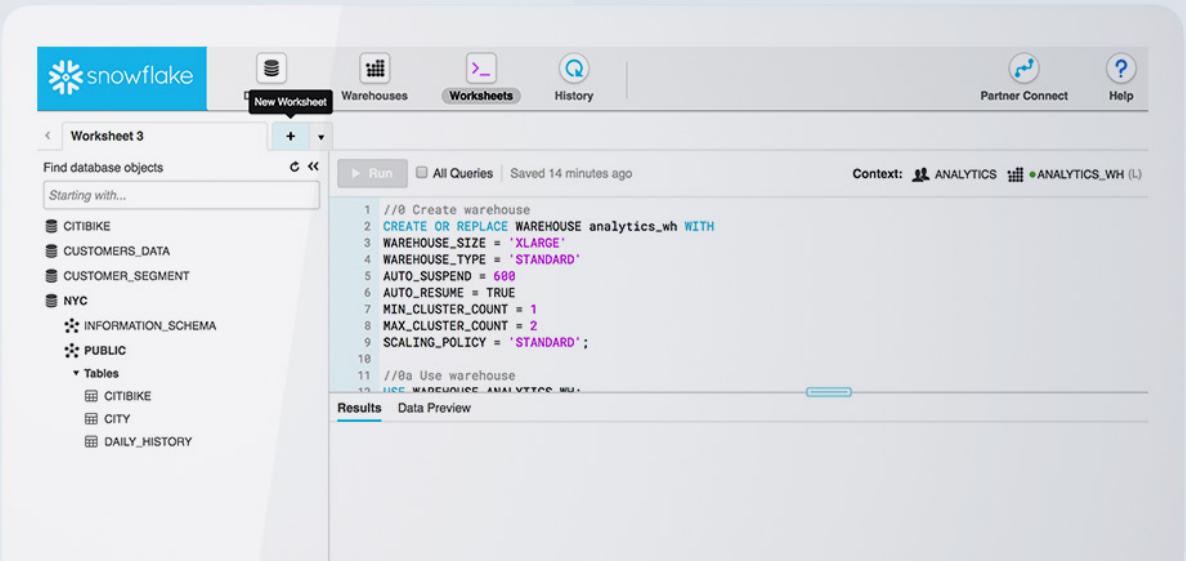 snowflake
D
Warehouses
Worksheets
History
Partner Connect
Help
New Worksheet
Worksheet 3
+
Find database objects
Starting with...
CITIBIKE
CUSTOMERS_DATA
CUSTOMER_SEGMENT
NYC
INFORMATION_SCHEMA
PUBLIC
Tables
CITIBIKE
CITY
DAILY_HISTORY
Run All Queries Saved 14 minutes ago Context: ANALYTICS ANALYTICS_WH (L)
1 //0 Create warehouse
2 CREATE OR REPLACE WAREHOUSE analytics_wh WITH
3 WAREHOUSE_SIZE = 'XLARGE'
4 WAREHOUSE_TYPE = 'STANDARD'
5 AUTO_SUSPEND = 600
6 AUTO_RESUME = TRUE
7 MIN_CLUSTER_COUNT = 1
8 MAX_CLUSTER_COUNT = 2
9 SCALING_POLICY = 'STANDARD';
10
11 //0a Use warehouse
12 USE WAREHOUSE ANALYTICS_WH;
Results Data Preview